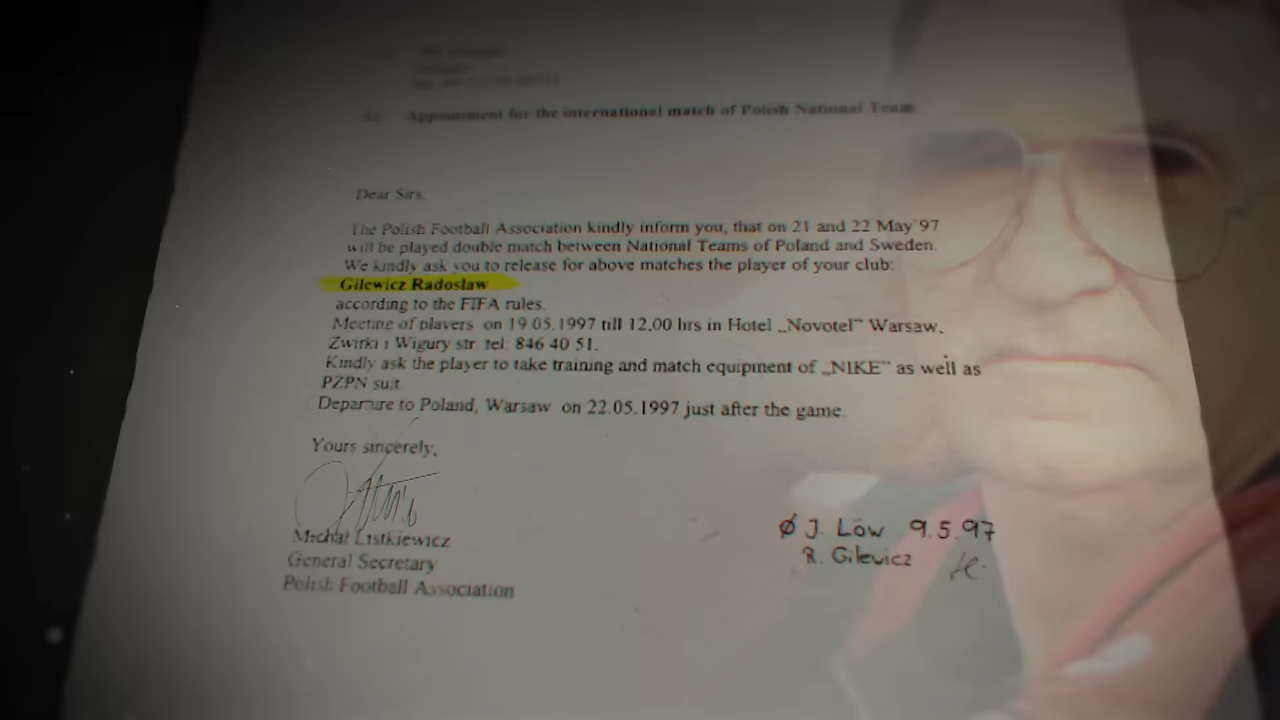 Appointment for the international match of Polish National Team
Dear Sirs,
The Polish Football Association kindly inform you, that on 21 and 22 May'97
will be played double match between National Teams of Poland and Sweden.
We kindly ask you to release for above matches the player of your club:
Gilewicz Radosław
according to the FIFA rules.
Meeting of players on 19.05.1997 till 12,00 hrs in Hotel „Novotel" Warsaw,
Żwirki i Wigury str. tel: 846 40 51.
Kindly ask the player to take training and match equipment of „NIKE" as well as
PZPN suit.
Departure to Poland, Warsaw on 22.05.1997 just after the game.
Yours sincerely,
Michał Listkiewicz
General Secretary
Polish Football Association
Ø J. Löw 9.5.97
R. Gilewicz